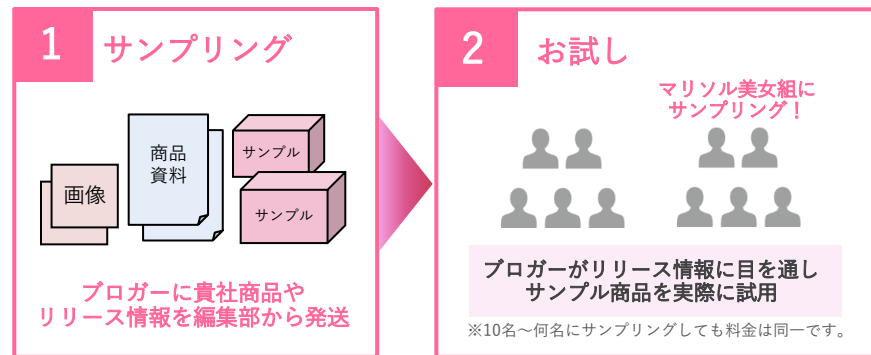 1 サンプリング
画像
商品
資料
サンプル
サンプル
ブロガーに貴社商品や
リリース情報を編集部から発送
2 お試し
マリソル美女組に
サンプリング！
ブロガーがリリース情報に目を通し
サンプル商品を実際に試用
※10名～何名にサンプリングしても料金は同一です。